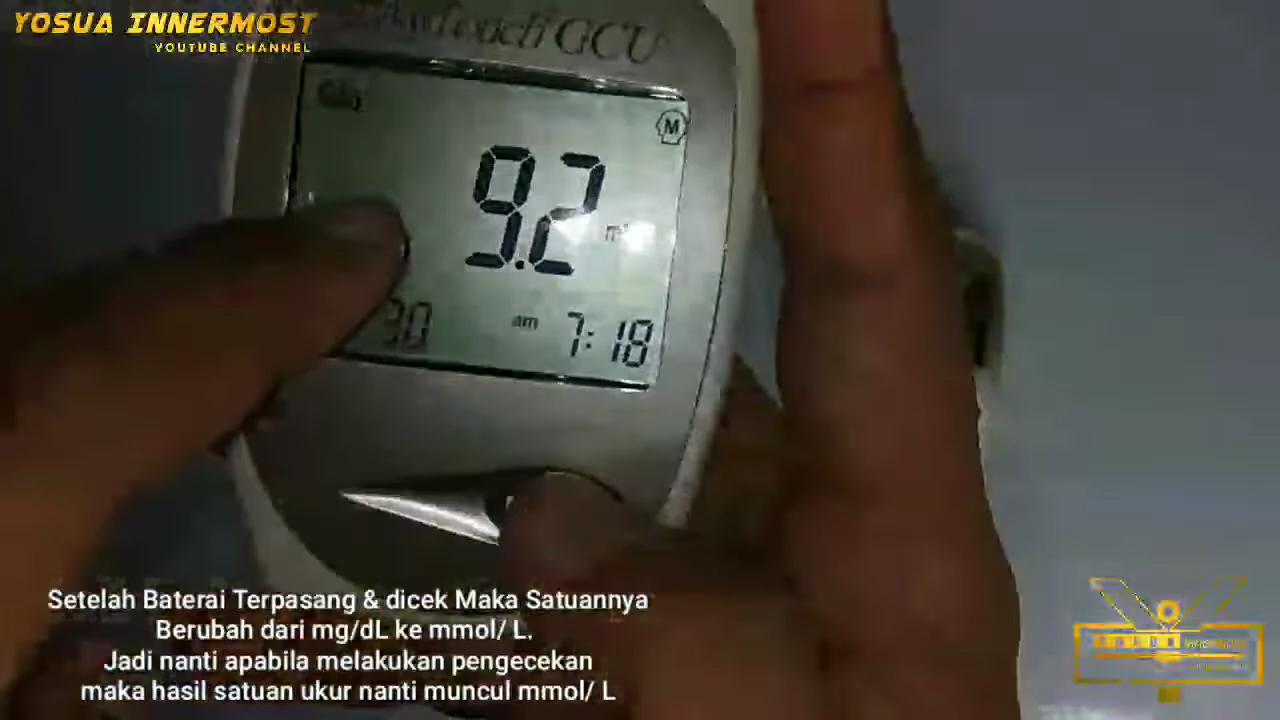 YOSUA INNERMOST
YOUTUBE CHANNEL
GCU
M
9.2
am 7:18
Setelah Baterai Terpasang & dicek Maka Satuannya
Berubah dari mg/dL ke mmol/ L.
Jadi nanti apabila melakukan pengecekan
maka hasil satuan ukur nanti muncul mmol/ L